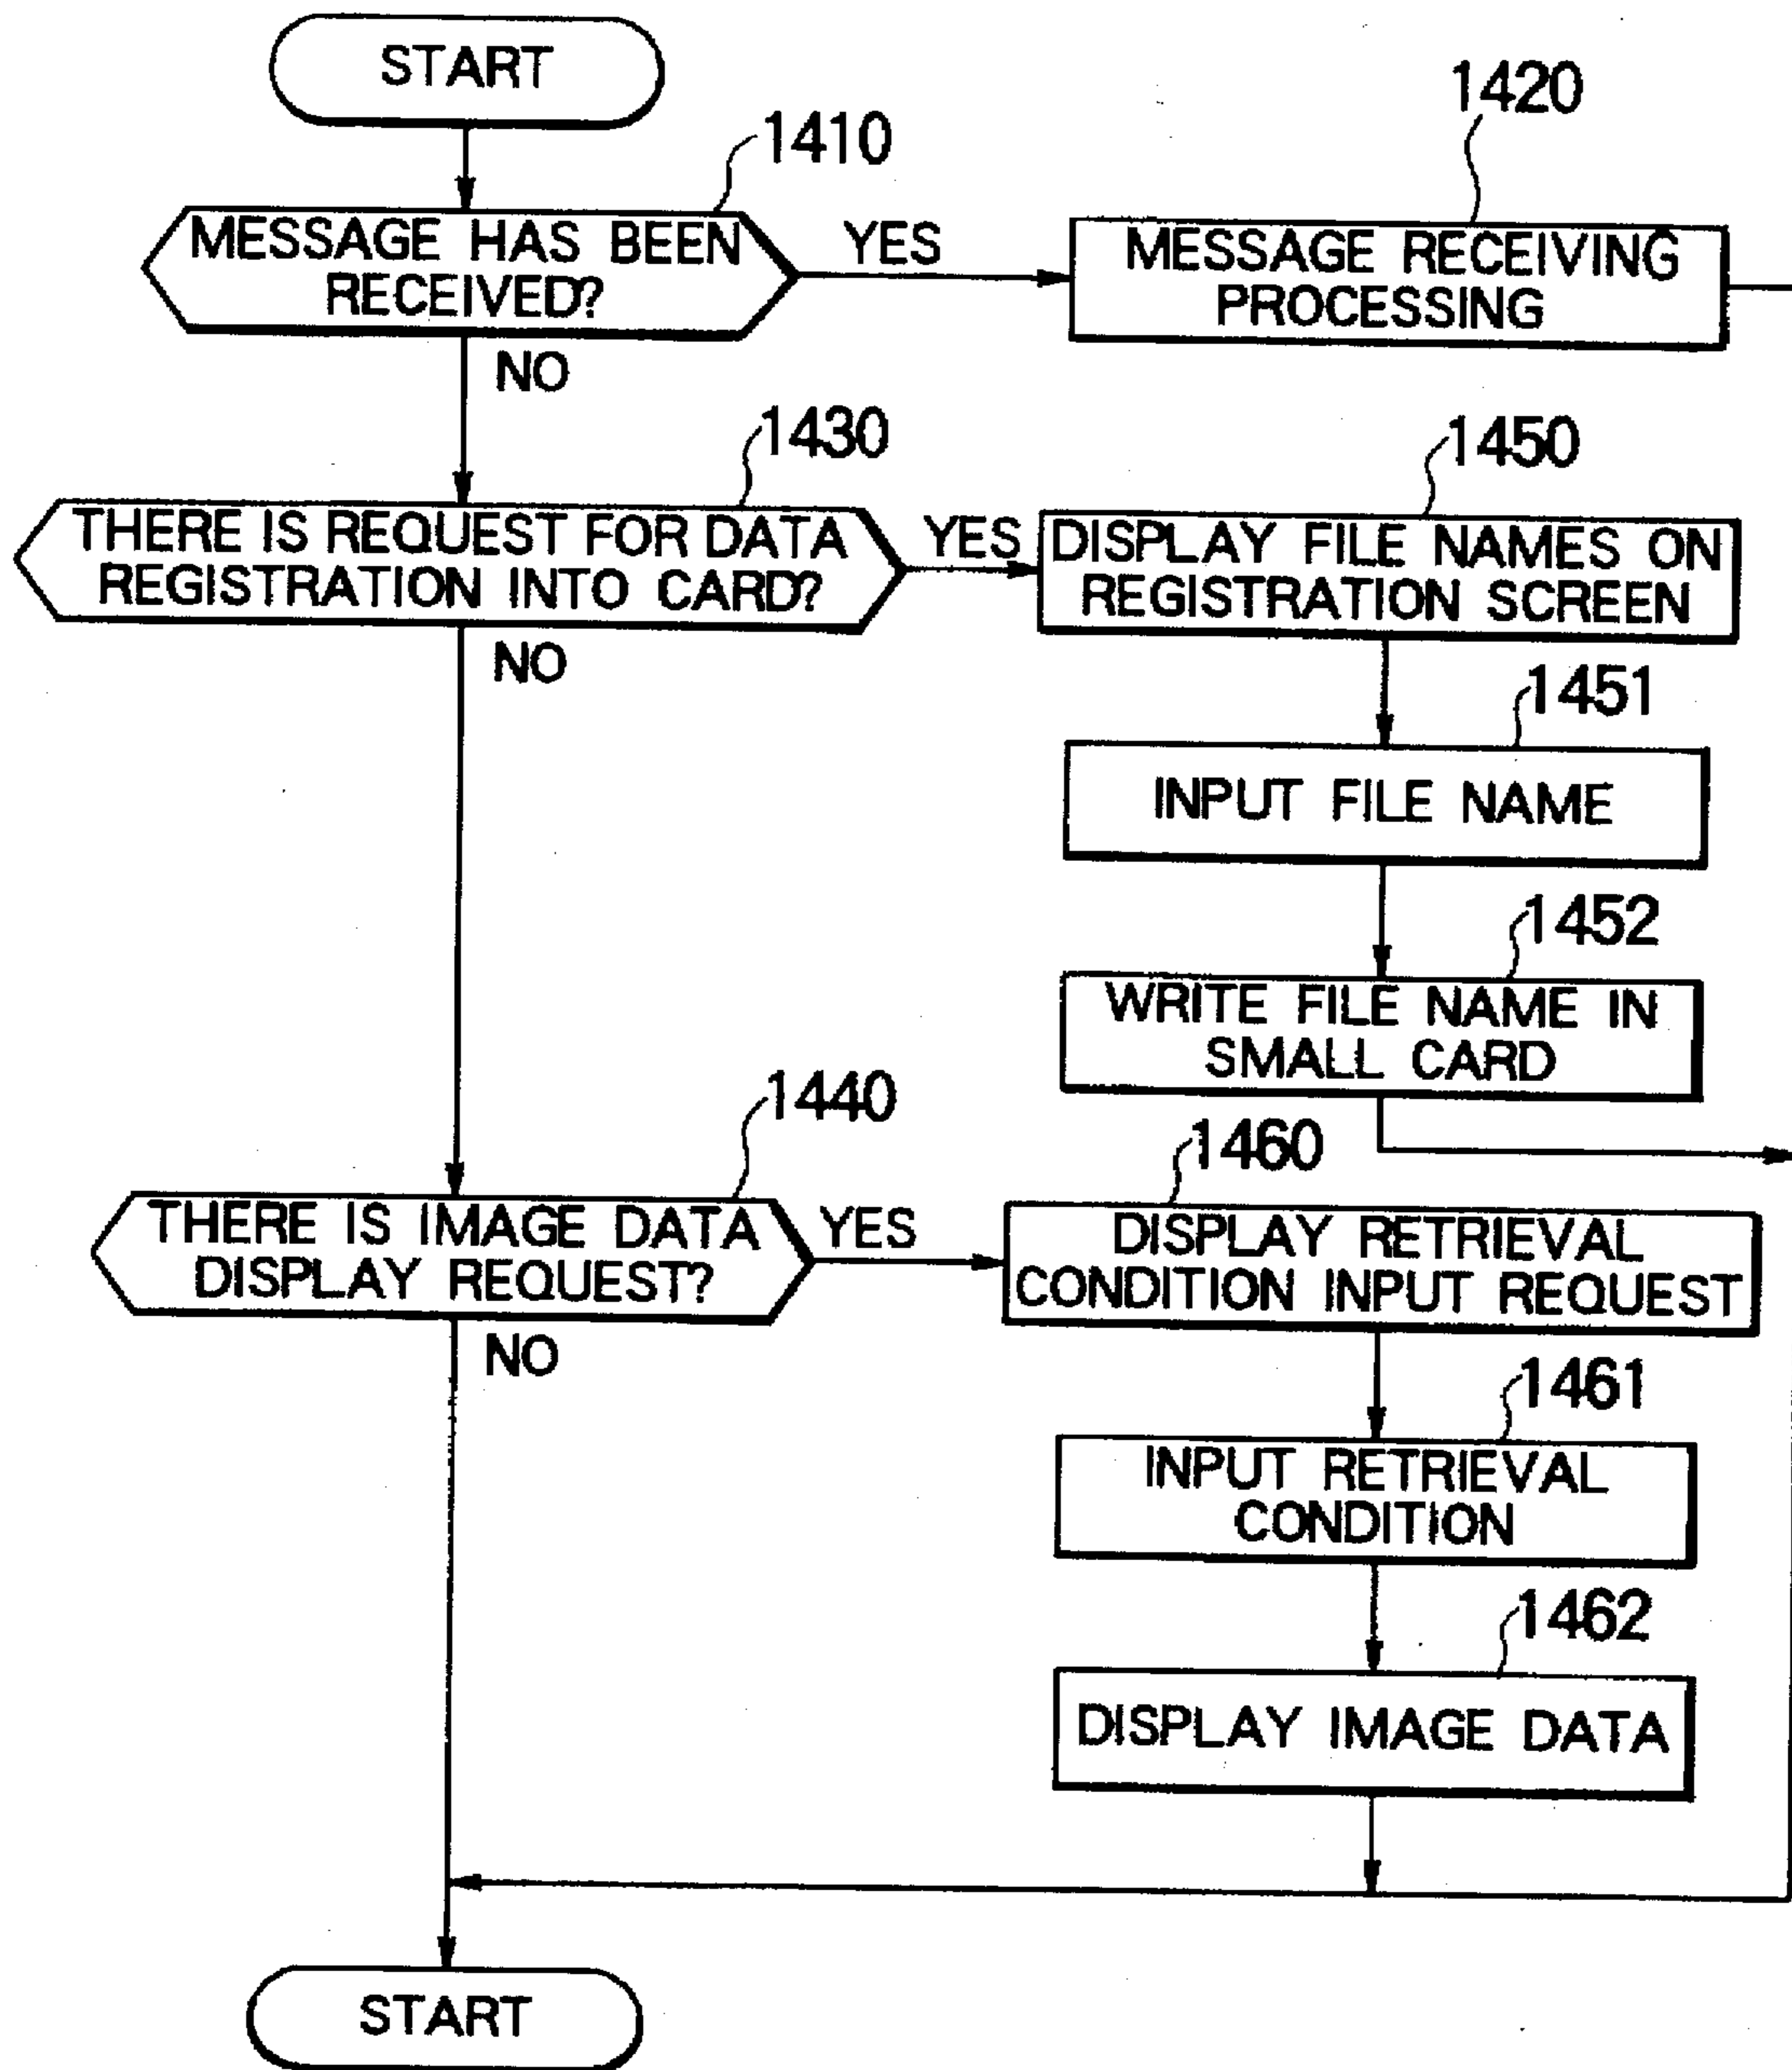 START
1410
1420
MESSAGE HAS BEEN
RECEIVED?
YES
MESSAGE RECEIVING
PROCESSING
NO
1430
1450
THERE IS REQUEST FOR DATA
REGISTRATION INTO CARD?
YES
DISPLAY FILE NAMES ON
REGISTRATION SCREEN
NO
1451
INPUT FILE NAME
1452
WRITE FILE NAME IN
SMALL CARD
1440
1460
THERE IS IMAGE DATA
DISPLAY REQUEST?
YES
DISPLAY RETRIEVAL
CONDITION INPUT REQUEST
NO
1461
INPUT RETRIEVAL
CONDITION
1462
DISPLAY IMAGE DATA
START